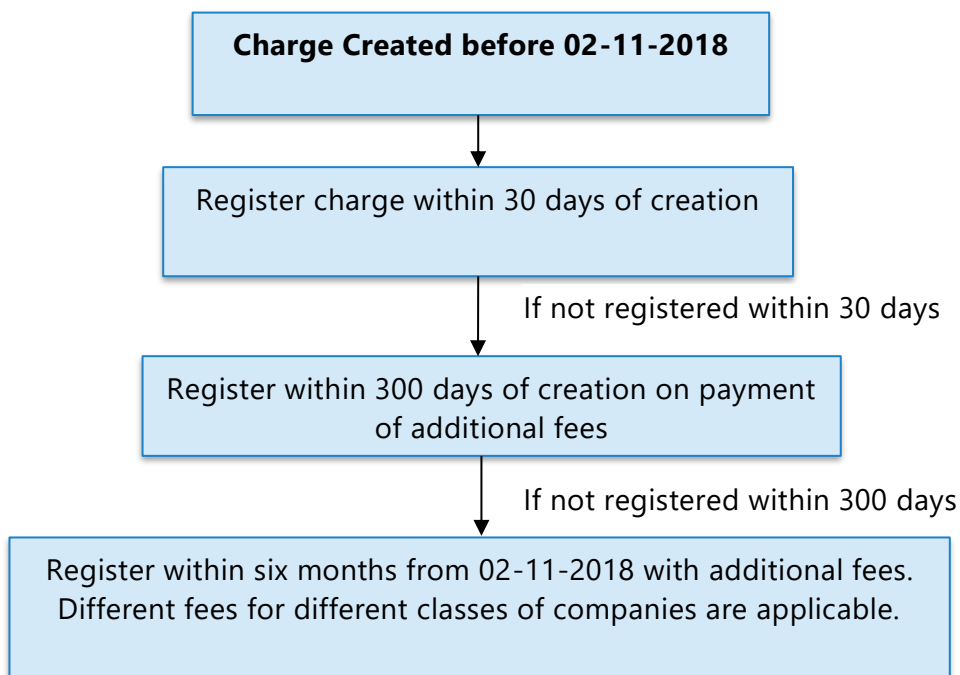 Charge Created before 02-11-2018
Register charge within 30 days of creation
If not registered within 30 days
Register within 300 days of creation on payment
of additional fees
If not registered within 300 days
Register within six months from 02-11-2018 with additional fees.
Different fees for different classes of companies are applicable.